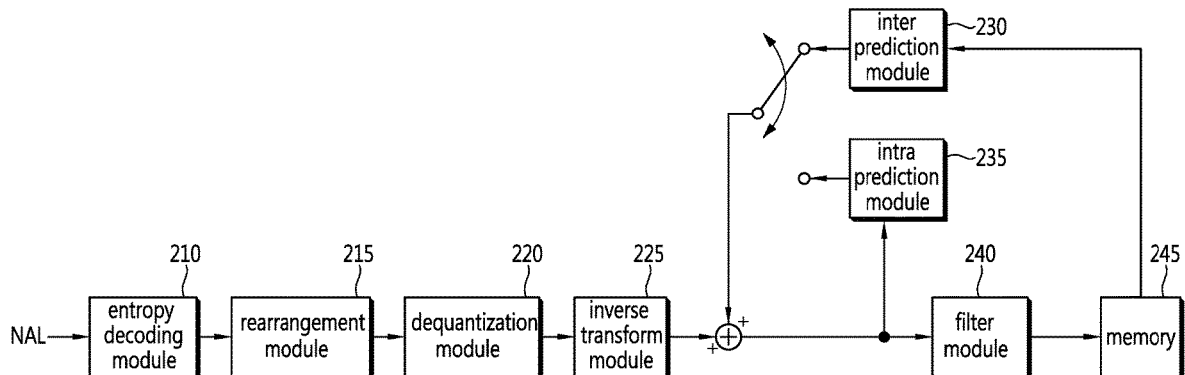 inter
prediction
module
230
intra
prediction
module
235
210
215
220
225
240
245
NAL
entropy
decoding
module
rearrangement
module
dequantization
module
inverse
transform
module
+
+
filter
module
memory